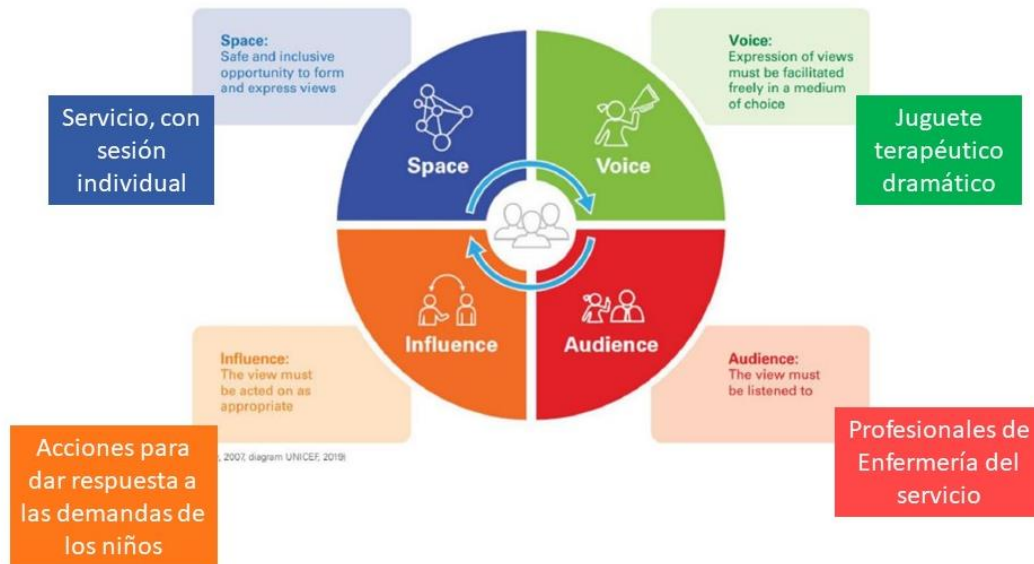 Space:
Safe and inclusive
opportunity to form
and express views
Servicio, con
sesión
individual
Space
Voice
Voice:
Expression of views
must be facilitated
freely in a medium
of choice
Juguete
terapéutico
dramático
Influence
Audience
Influence:
The view must
be acted on as
appropriate
Acciones para
dar respuesta a
las demandas de
los niños
, 2007, diagram UNICEF, 2019)
Audience:
The view must
be listened to
Profesionales de
Enfermería del
servicio